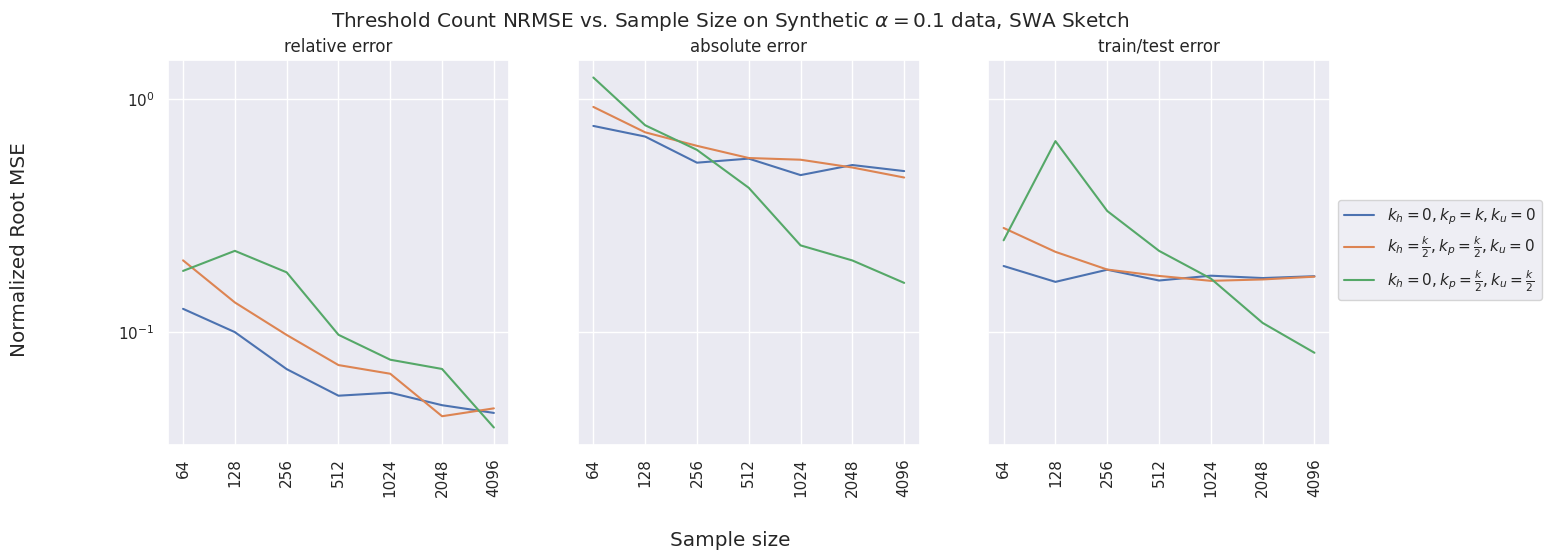 Threshold Count NRMSE vs. Sample Size on Synthetic α = 0.1 data, SWA Sketch
relative error
absolute error
train/test error
Normalized Root MSE
10⁰
10⁻¹
64 128 256 512 1024 2048 4096
64 128 256 512 1024 2048 4096
64 128 256 512 1024 2048 4096
Sample size
k_h = 0, k_p = k, k_u = 0
k_h = k/2, k_p = k/2, k_u = 0
k_h = 0, k_p = k/2, k_u = k/2